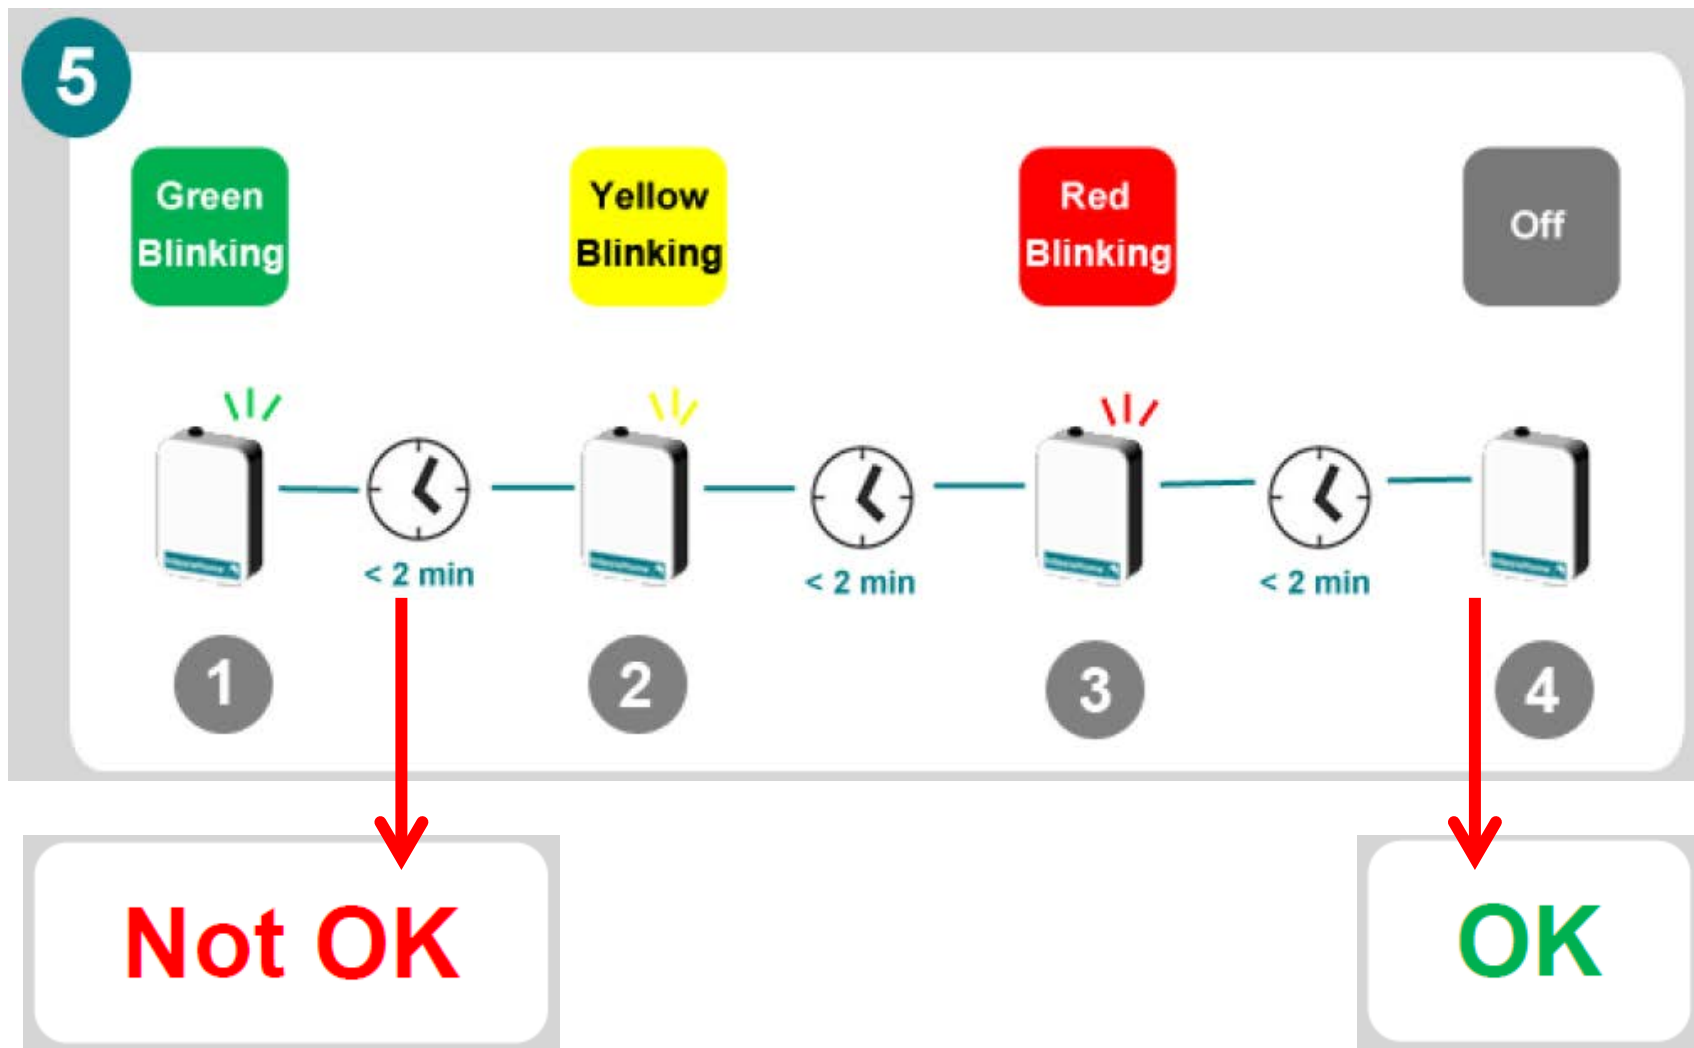 5
Green
Blinking
Yellow
Blinking
Red
Blinking
Off
< 2 min
< 2 min
< 2 min
1
2
3
4
Not OK
OK